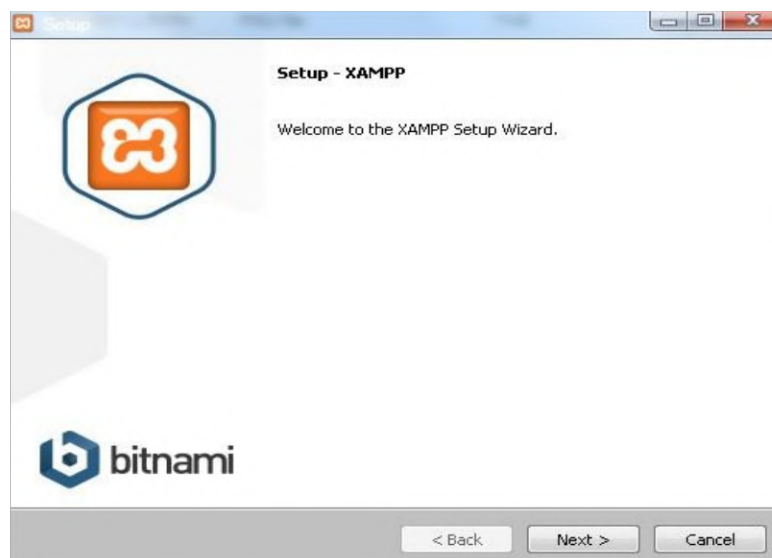 Setup
Setup - XAMPP
Welcome to the XAMPP Setup Wizard.
bitnami
< Back
Next >
Cancel